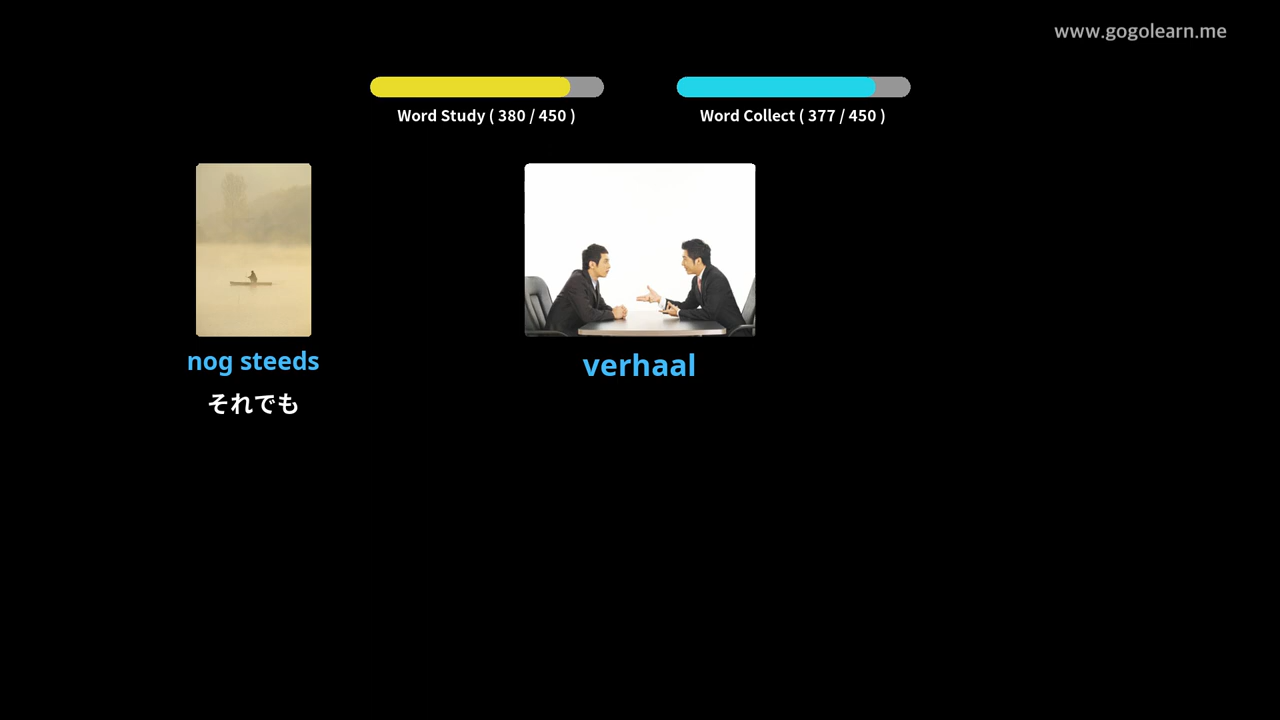 www.gogolearn.me
Word Study ( 380 / 450 )
Word Collect ( 377 / 450 )
nog steeds
それでも
verhaal